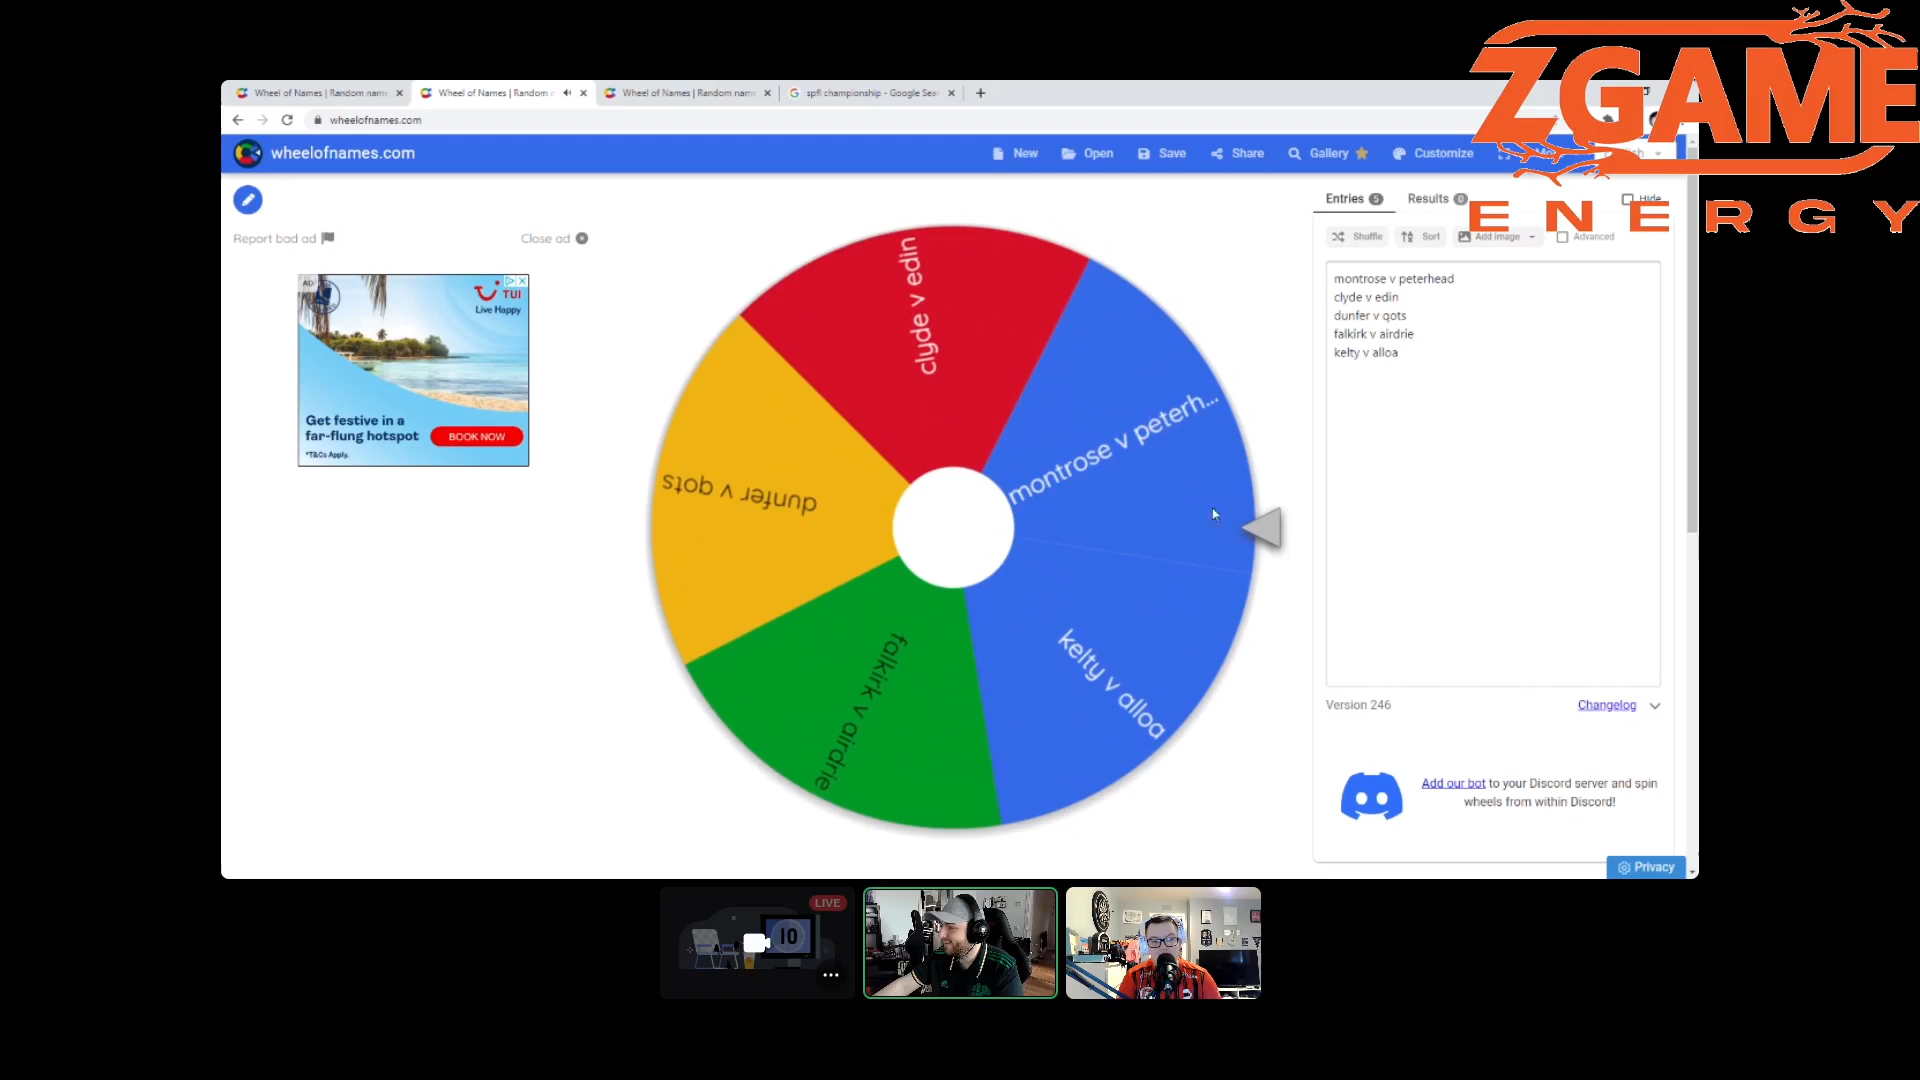 ZGAME
ENERGY
Wheel of Names | Random name
Wheel of Names | Random n
Wheel of Names | Random name
spfl championship - Google Sea
wheelofnames.com
wheelofnames.com
New
Open
Save
Share
Gallery
Customize
Report bad ad
Close ad
AD
TUI
Live Happy
Get festive in a
far-flung hotspot
BOOK NOW
*T&Cs Apply.
clyde v edin
montrose v peterh...
dunfer v qots
falkirk v airdrie
kelty v alloa
Entries 5
Results 0
Hide
Shuffle
Sort
Add image
Advanced
montrose v peterhead
clyde v edin
dunfer v qots
falkirk v airdrie
kelty v alloa
Version 246
Changelog
Add our bot to your Discord server and spin
wheels from within Discord!
Privacy
LIVE
10